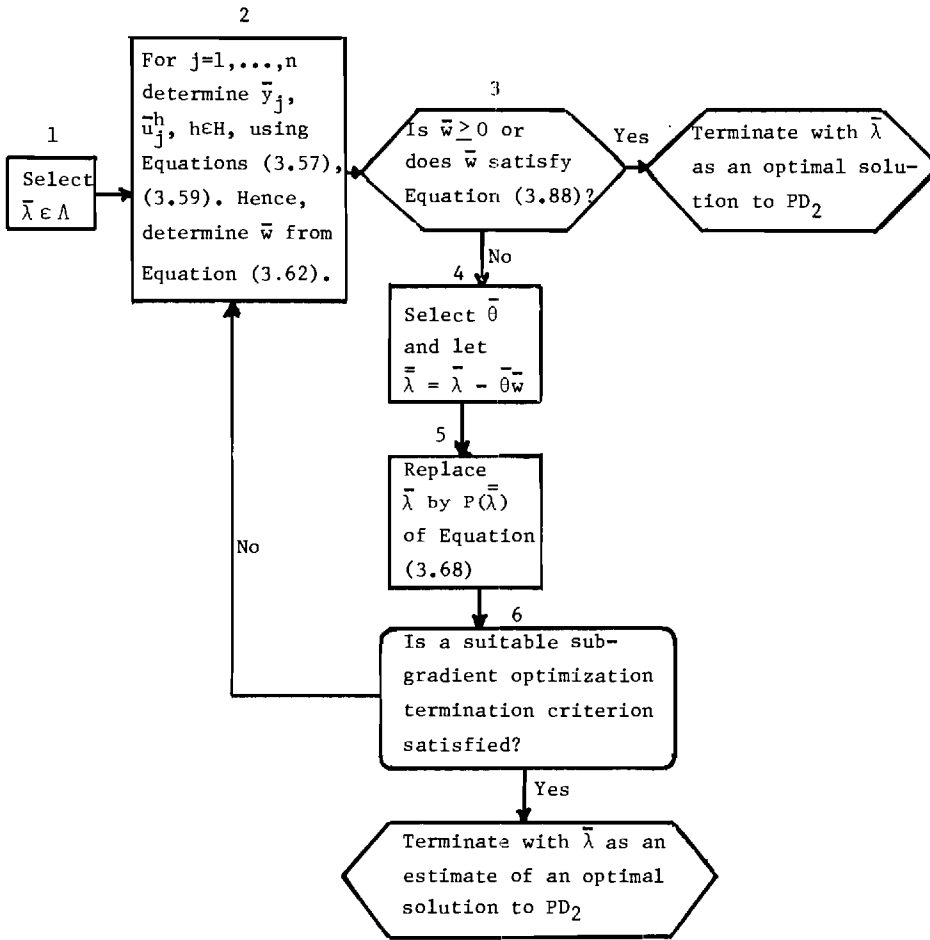 1
Select
λ̄ ε Λ
2
For j=1,...,n
determine ȳ_j,
ū_j^h, hεH, using
Equations (3.57),
(3.59). Hence,
determine w̄ from
Equation (3.62).
3
Is w̄ ≥ 0 or
does w̄ satisfy
Equation (3.88)?
Yes
Terminate with λ̄
as an optimal solu-
tion to PD₂
No
4
Select θ̄
and let
λ̿ = λ̄ - θ̄w̄
5
Replace
λ̄ by P(λ̿)
of Equation
(3.68)
6
Is a suitable sub-
gradient optimization
termination criterion
satisfied?
No
Yes
Terminate with λ̄ as an
estimate of an optimal
solution to PD₂